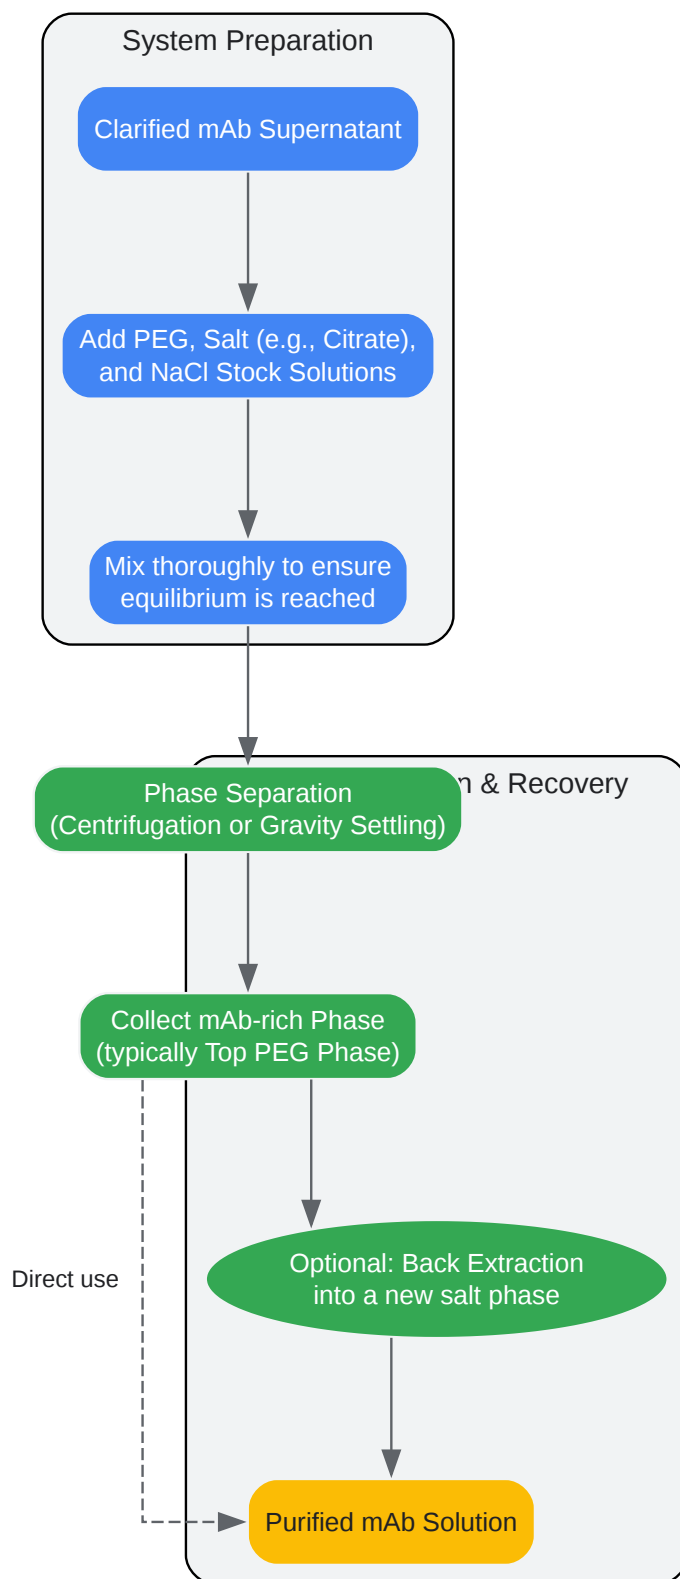 System Preparation
Clarified mAb Supernatant
Add PEG, Salt (e.g., Citrate),
and NaCl Stock Solutions
Mix thoroughly to ensure
equilibrium is reached
& Recovery
Phase Separation
(Centrifugation or Gravity Settling)
Collect mAb-rich Phase
(typically Top PEG Phase)
Optional: Back Extraction
into a new salt phase
Direct use
Purified mAb Solution